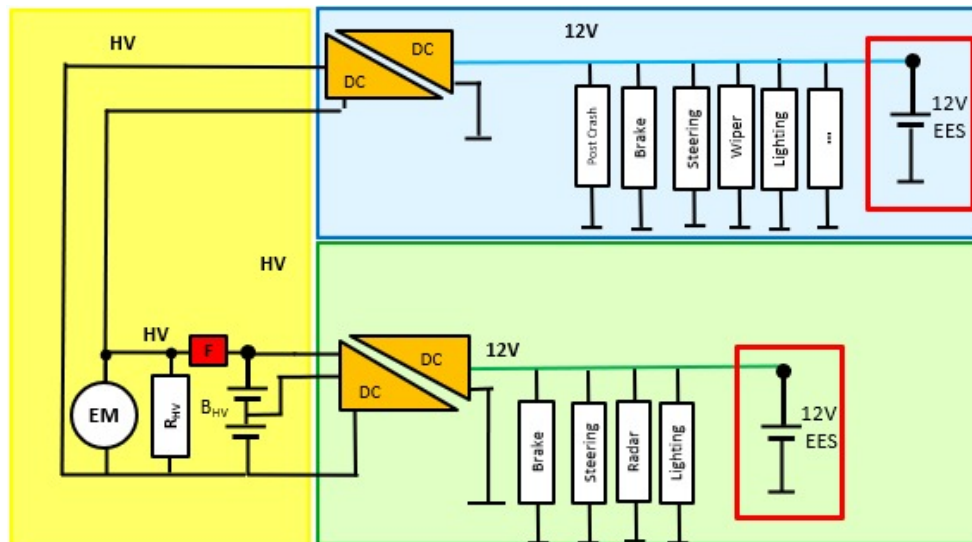 HV
12V
DC
DC
Post Crash
Brake
Steering
Wiper
Lighting
...
12V
EES
HV
HV
F
12V
DC
DC
EM
RHV
BHV
Brake
Steering
Radar
Lighting
12V
EES